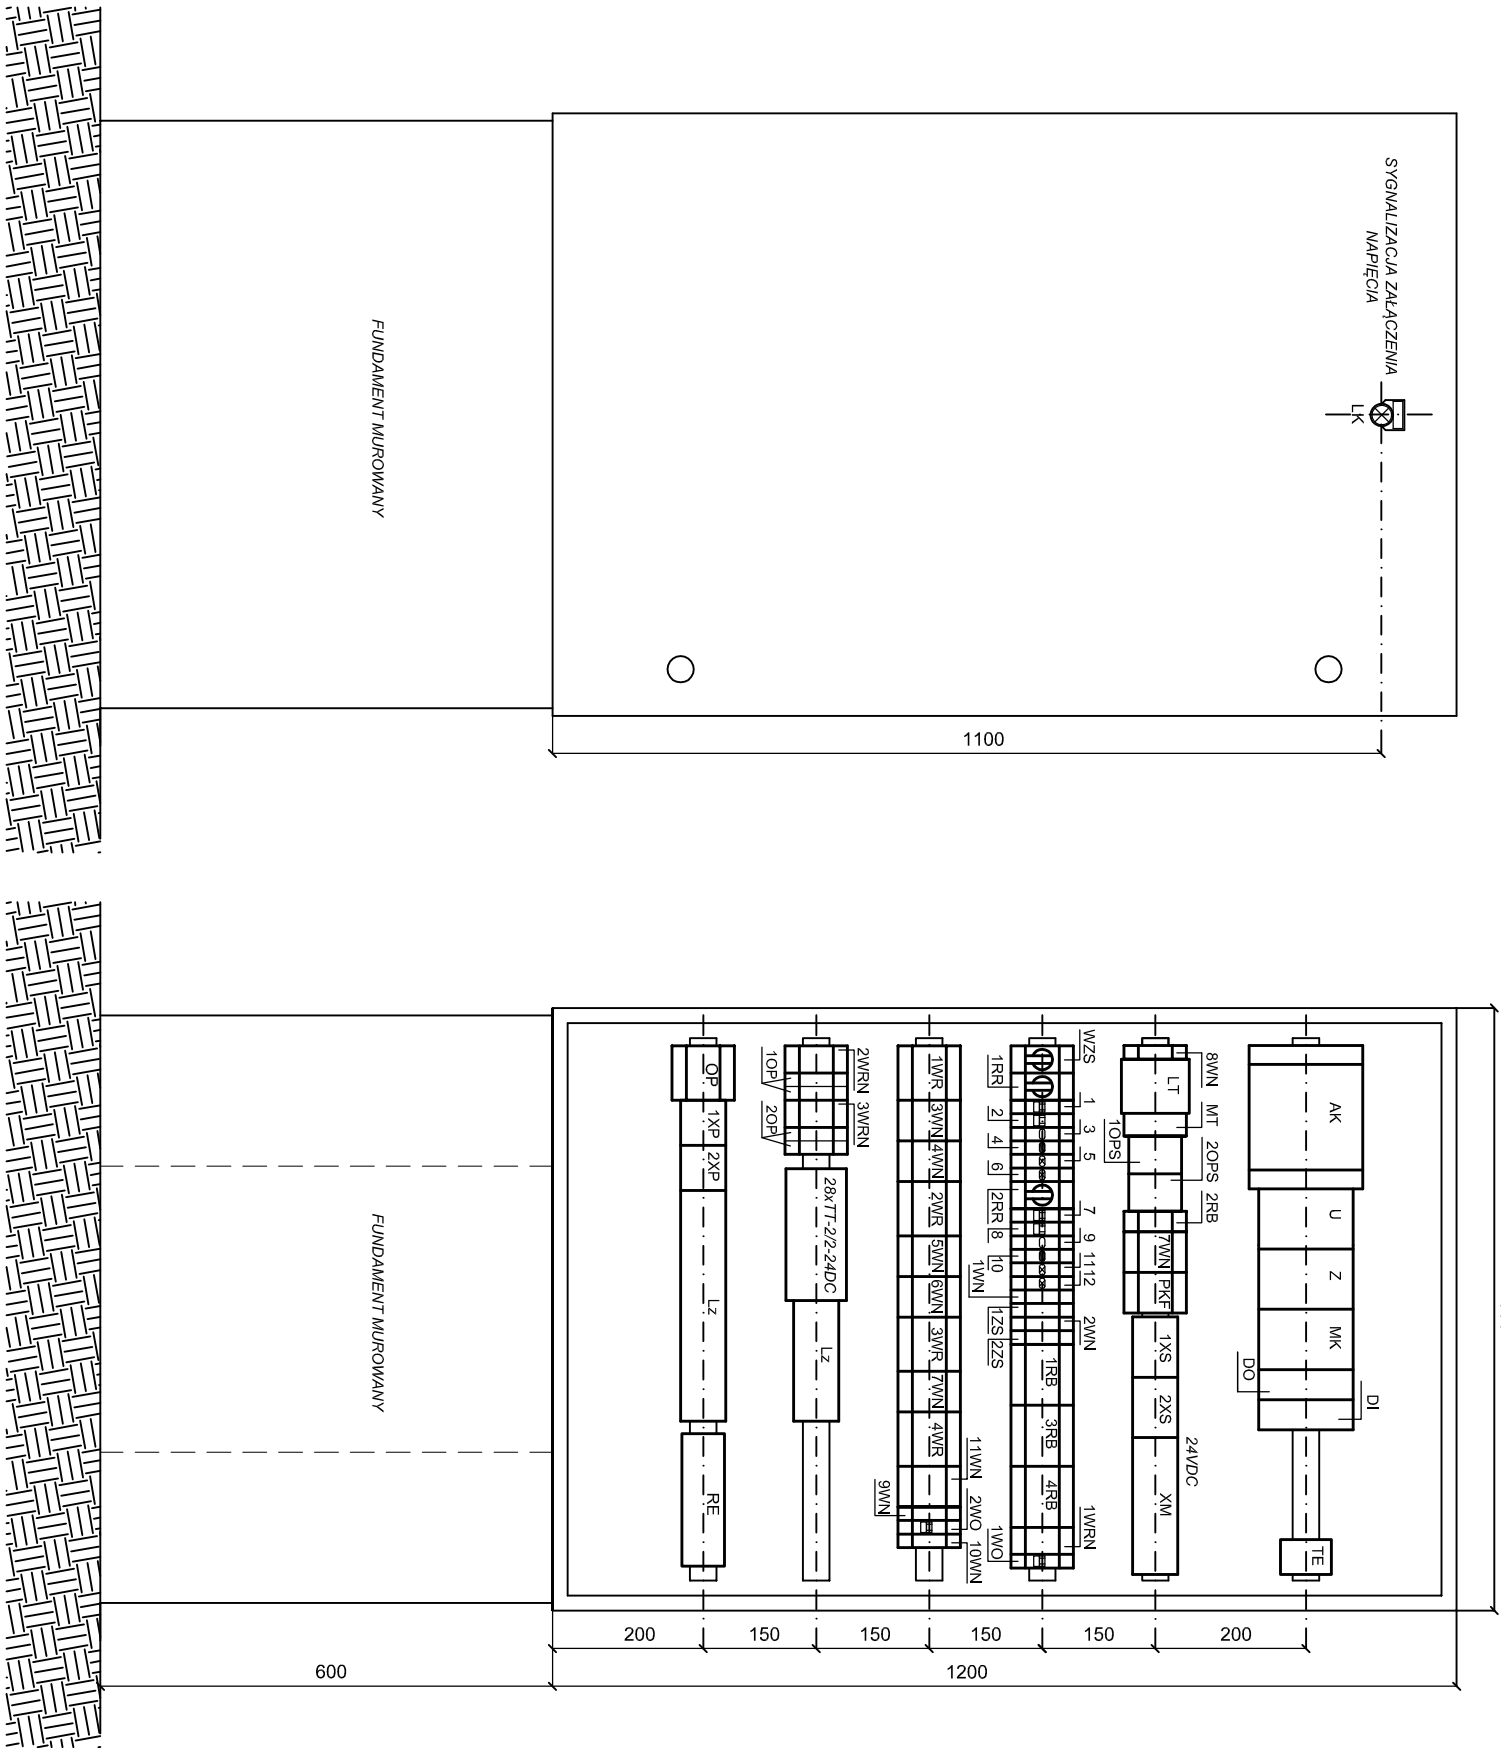 SYGNALIZACJA ZAŁĄCZENIA
NAPIĘCIA
LK
FUNDAMENT MUROWANY
1100
AK
U
Z
MK
DO
DI
TE
8WN
LT
MT
1OPS
2OPS
2RB
7WN
PKF
1XS
2XS
24VDC
XM
WZS
1RR
1
2
3
4
5
6
2RR
7
8
9
10
11
12
1WN
1ZS
2ZS
2WN
1RB
3RB
4RB
1WRN
1WO
1WR
3WN
4WN
2WR
5WN
6WN
3WR
7WN
4WR
11WN
9WN
2WO
10WN
2WRN
1OP
3WRN
2OP
28xTT-2/2-24DC
Lz
OP
1XP
2XP
Lz
RE
FUNDAMENT MUROWANY
200
150
150
150
150
200
600
1200